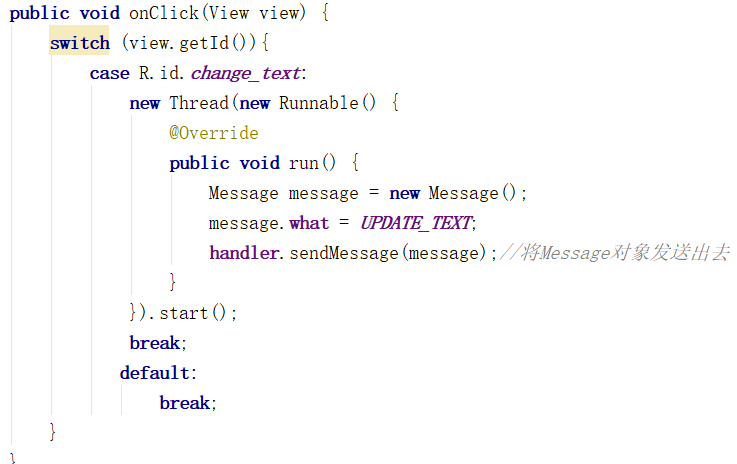 public void onClick(View view) {
switch (view.getId()){
case R.id.change_text:
new Thread(new Runnable() {
@Override
public void run() {
Message message = new Message();
message.what = UPDATE_TEXT;
handler.sendMessage(message);//将Message对象发送出去
}
}).start();
break;
default:
break;
}
}